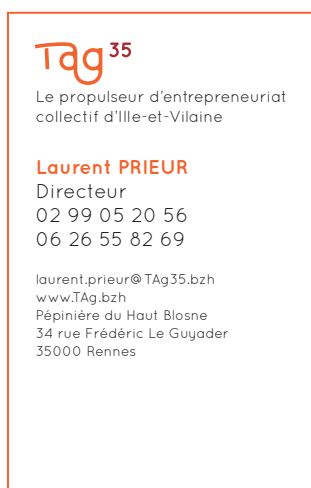 Tag 35
Le propulseur d'entrepreneuriat
collectif d'Ille-et-Vilaine
Laurent PRIEUR
Directeur
02 99 05 20 56
06 26 55 82 69
laurent.prieur@TAg35.bzh
www.TAg.bzh
Pépinière du Haut Blosne
34 rue Frédéric Le Guyader
35000 Rennes